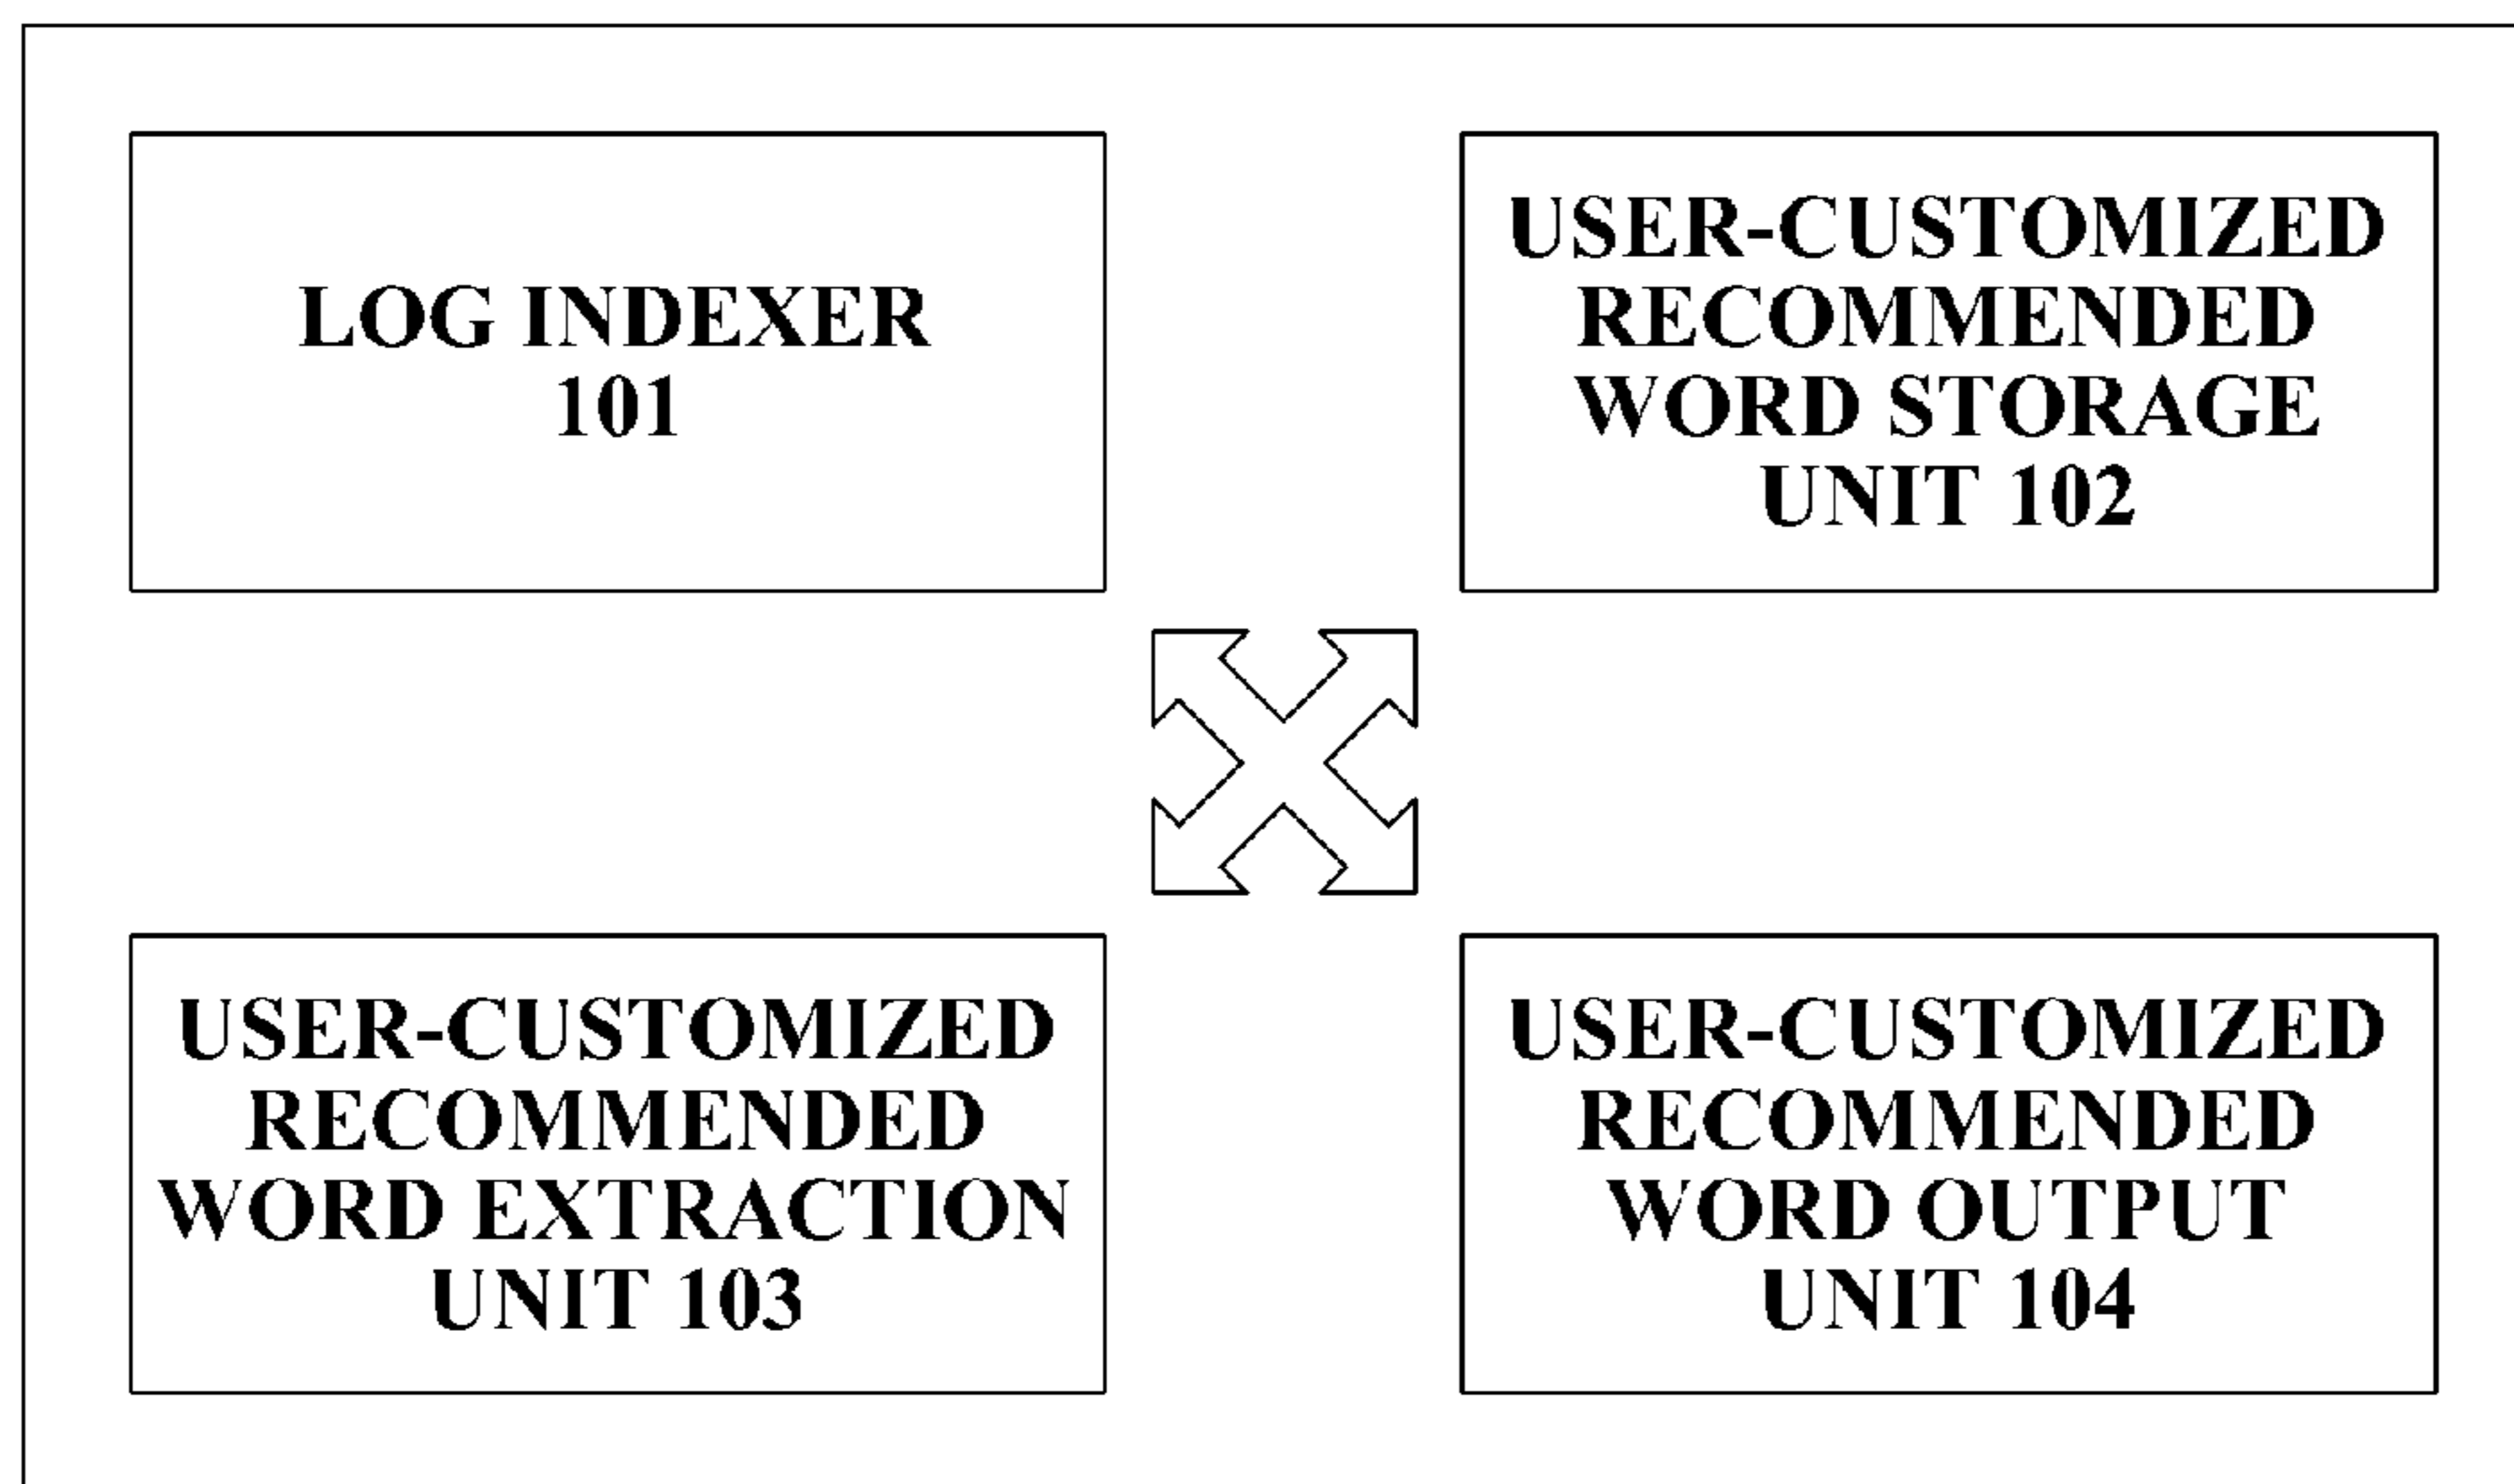 LOG INDEXER
101
USER-CUSTOMIZED
RECOMMENDED
WORD STORAGE
UNIT 102
USER-CUSTOMIZED
RECOMMENDED
WORD EXTRACTION
UNIT 103
USER-CUSTOMIZED
RECOMMENDED
WORD OUTPUT
UNIT 104